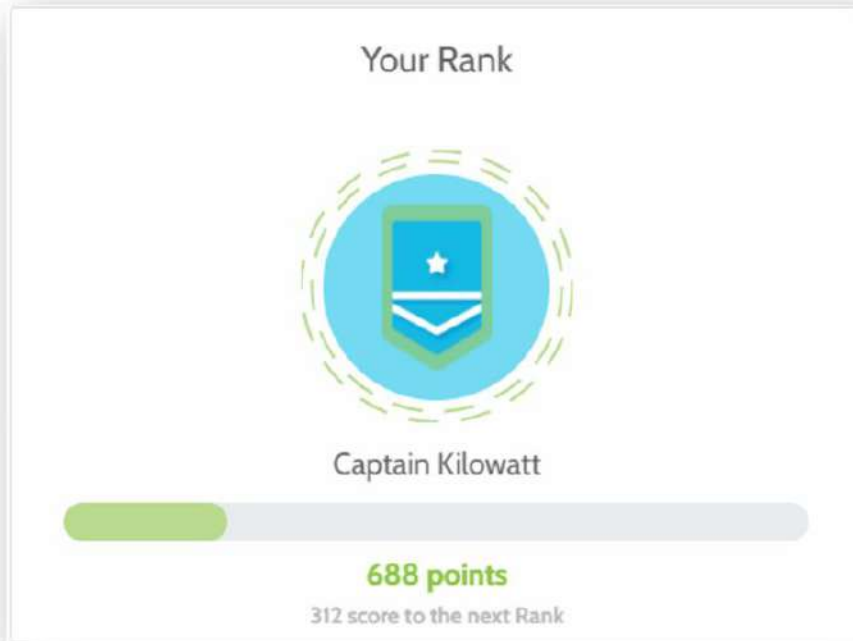 Your Rank
Captain Kilowatt
688 points
312 score to the next Rank